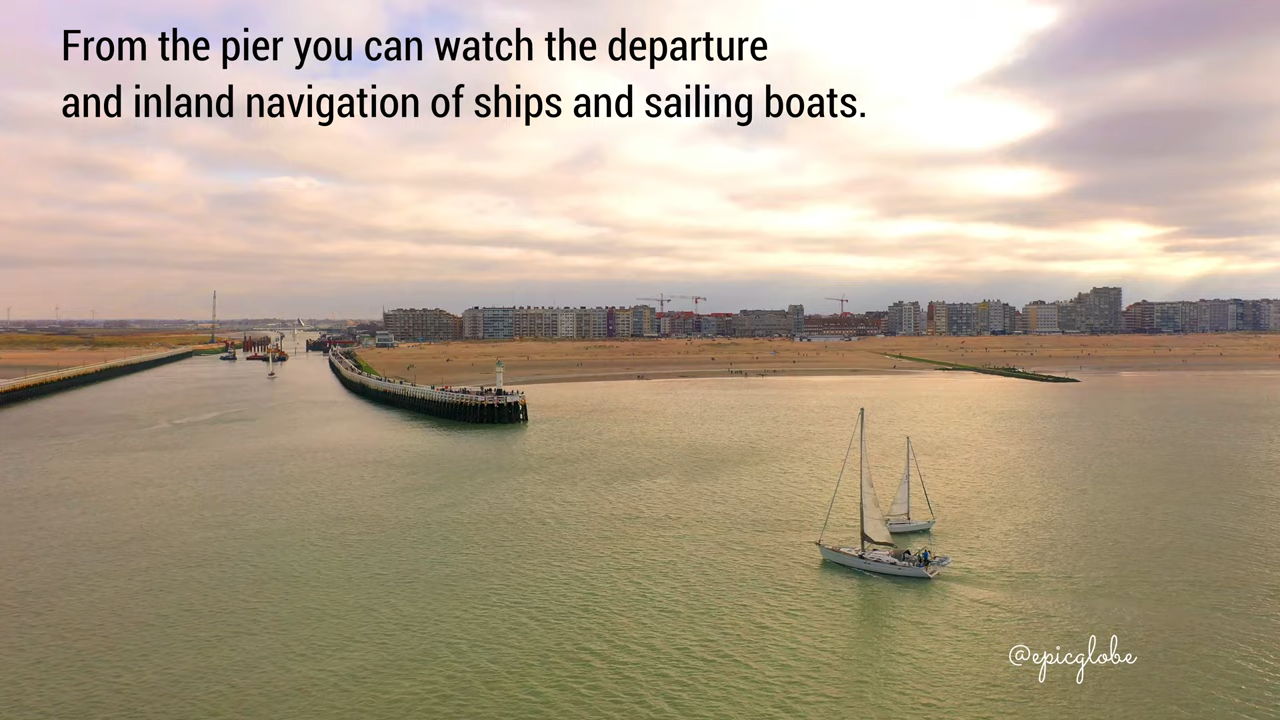 From the pier you can watch the departure
and inland navigation of ships and sailing boats.
@epicglobe